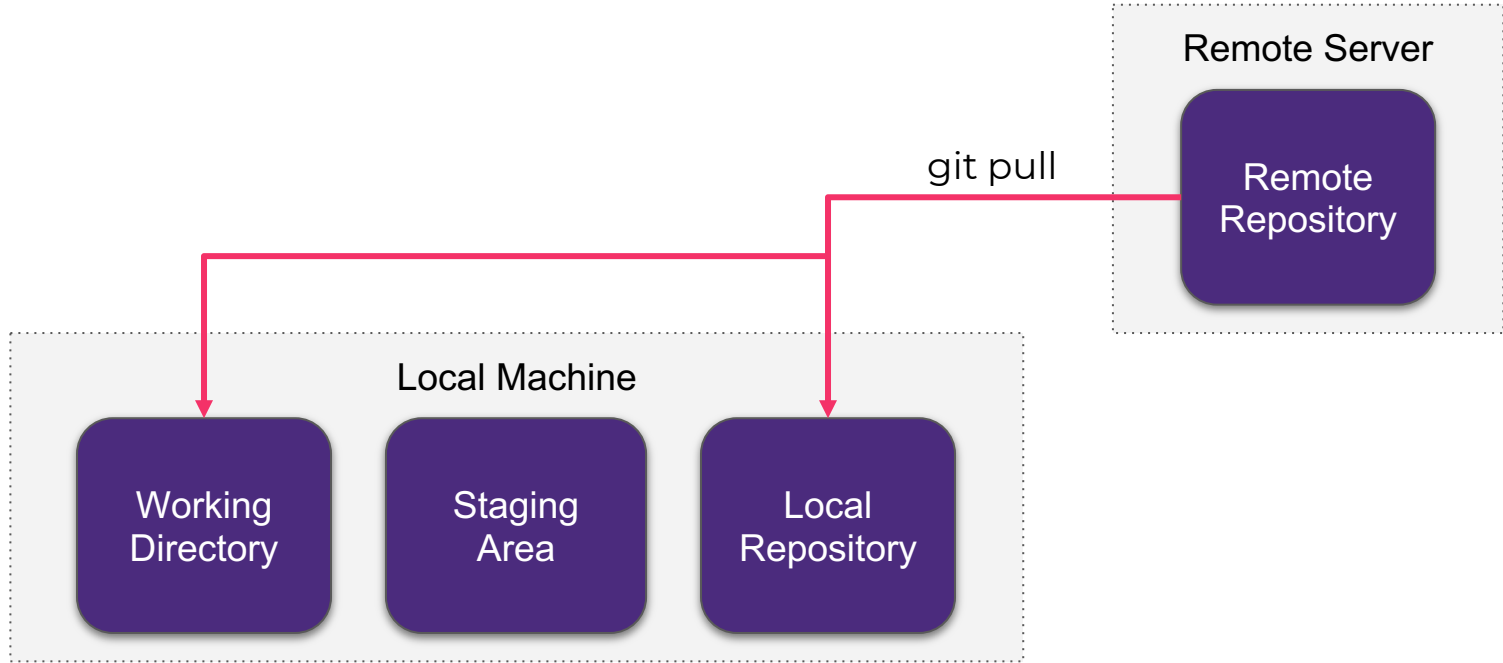 Remote Server
git pull
Remote
Repository
Local Machine
Working
Directory
Staging
Area
Local
Repository